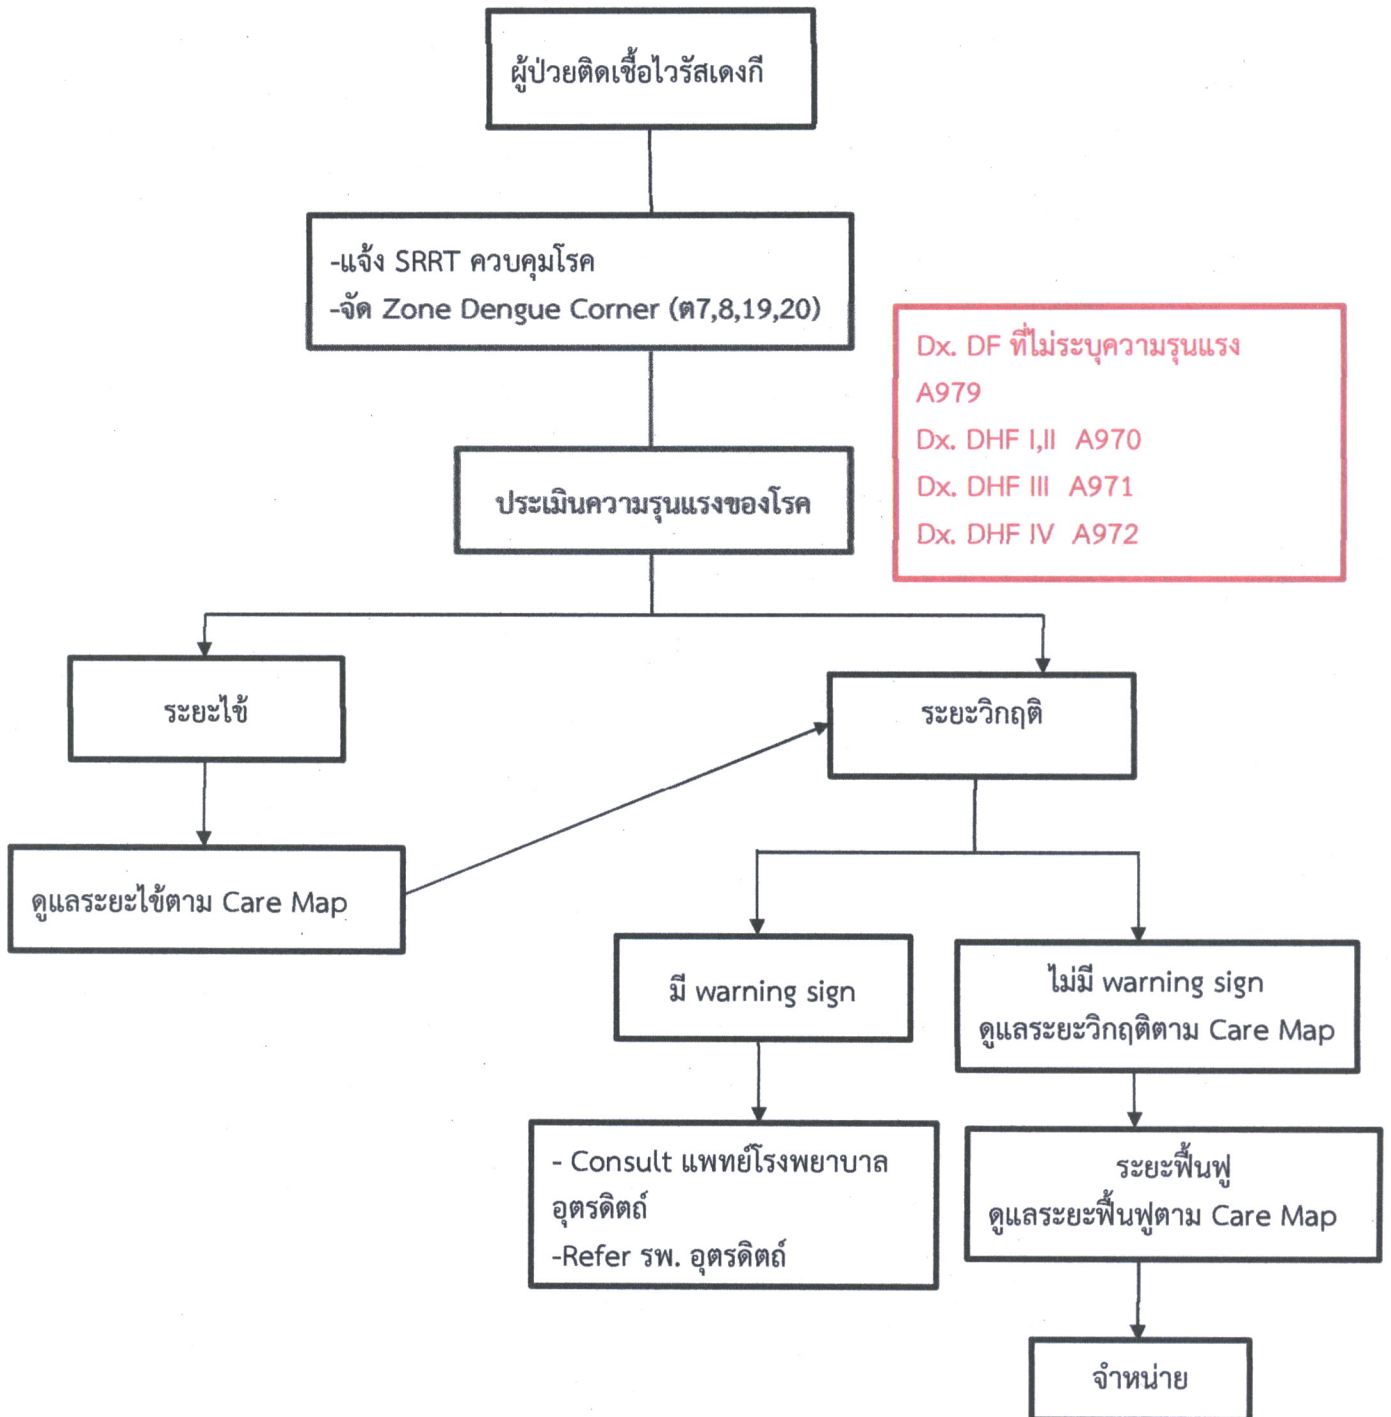 ผู้ป่วยติดเชื้อไวรัสเดงกี
-แจ้ง SRRT ควบคุมโรค
-จัด Zone Dengue Corner (ต7,8,19,20)
Dx. DF ที่ไม่ระบุความรุนแรง
A979
Dx. DHF I,II A970
Dx. DHF III A971
Dx. DHF IV A972
ประเมินความรุนแรงของโรค
ระยะไข้
ระยะวิกฤติ
ดูแลระยะไข้ตาม Care Map
มี warning sign
ไม่มี warning sign
ดูแลระยะวิกฤติตาม Care Map
- Consult แพทย์โรงพยาบาล
อุตรดิตถ์
-Refer รพ. อุตรดิตถ์
ระยะฟื้นฟู
ดูแลระยะฟื้นฟูตาม Care Map
จำหน่าย